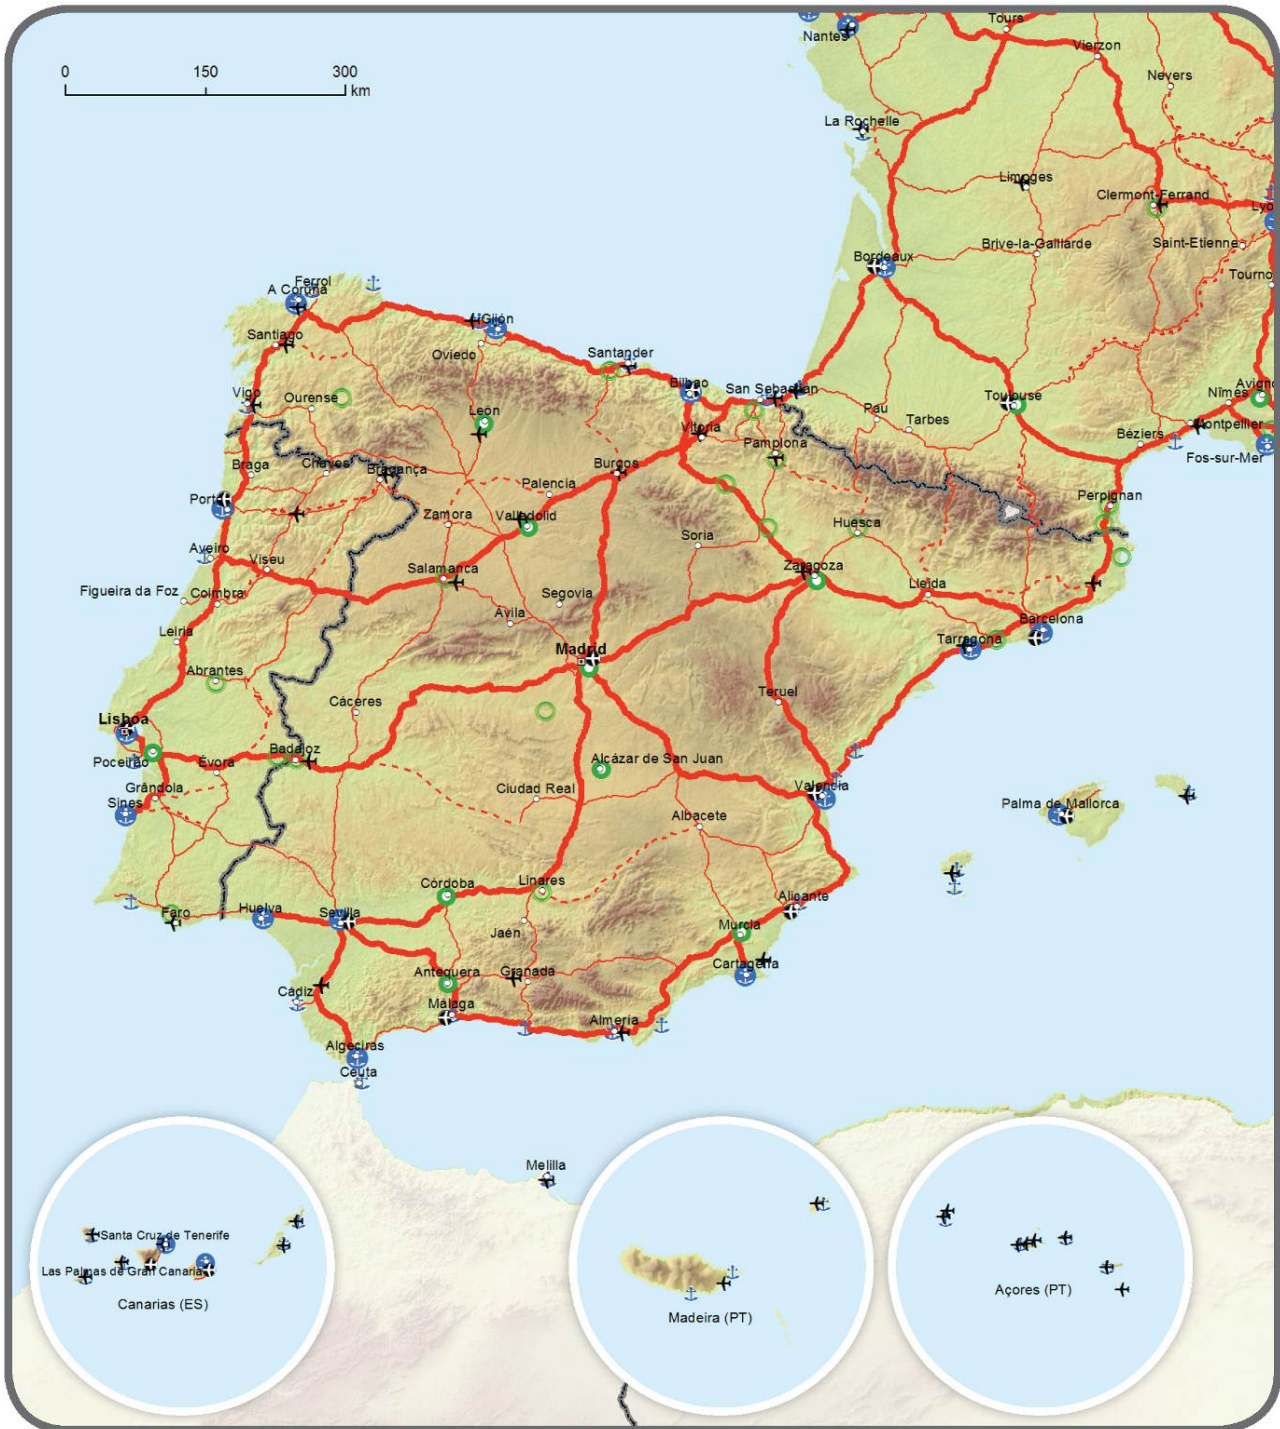 Tours
Nantes
Vierzon
0 150 300
km
Nevers
La Rochelle
Limoges
Clermont-Ferrand
Lyo
Brive-la-Gaillarde
Saint-Etienne
Bordeaux
Tourno
Ferrol
A Coruña
Gijón
Santiago
Oviedo
Santander
Bilbao
San Sebastian
Toulouse
Avigno
Nîmes
Vigo
Ourense
León
Pau
Tarbes
Montpellier
Vitoria
Béziers
Pamplona
Fos-sur-Mer
Braga
Chaves
Bragança
Burgos
Palencia
Perpignan
Porto
Zamora
Valladolid
Huesca
Soria
Aveiro
Viseu
Salamanca
Zaragoza
Figueira da Foz
Coimbra
Segovia
Lleida
Avila
Barcelona
Leiria
Tarragona
Madrid
Abrantes
Teruel
Cáceres
Lisboa
Badajoz
Poceirão
Évora
Alcázar de San Juan
Grândola
Ciudad Real
Valencia
Sines
Palma de Mallorca
Albacete
Córdoba
Linares
Alicante
Faro
Huelva
Sevilla
Jaén
Murcia
Cartagena
Antequera
Granada
Cádiz
Málaga
Almería
Algeciras
Ceuta
Melilla
Santa Cruz de Tenerife
Las Palmas de Gran Canaria
Canarias (ES)
Madeira (PT)
Açores (PT)